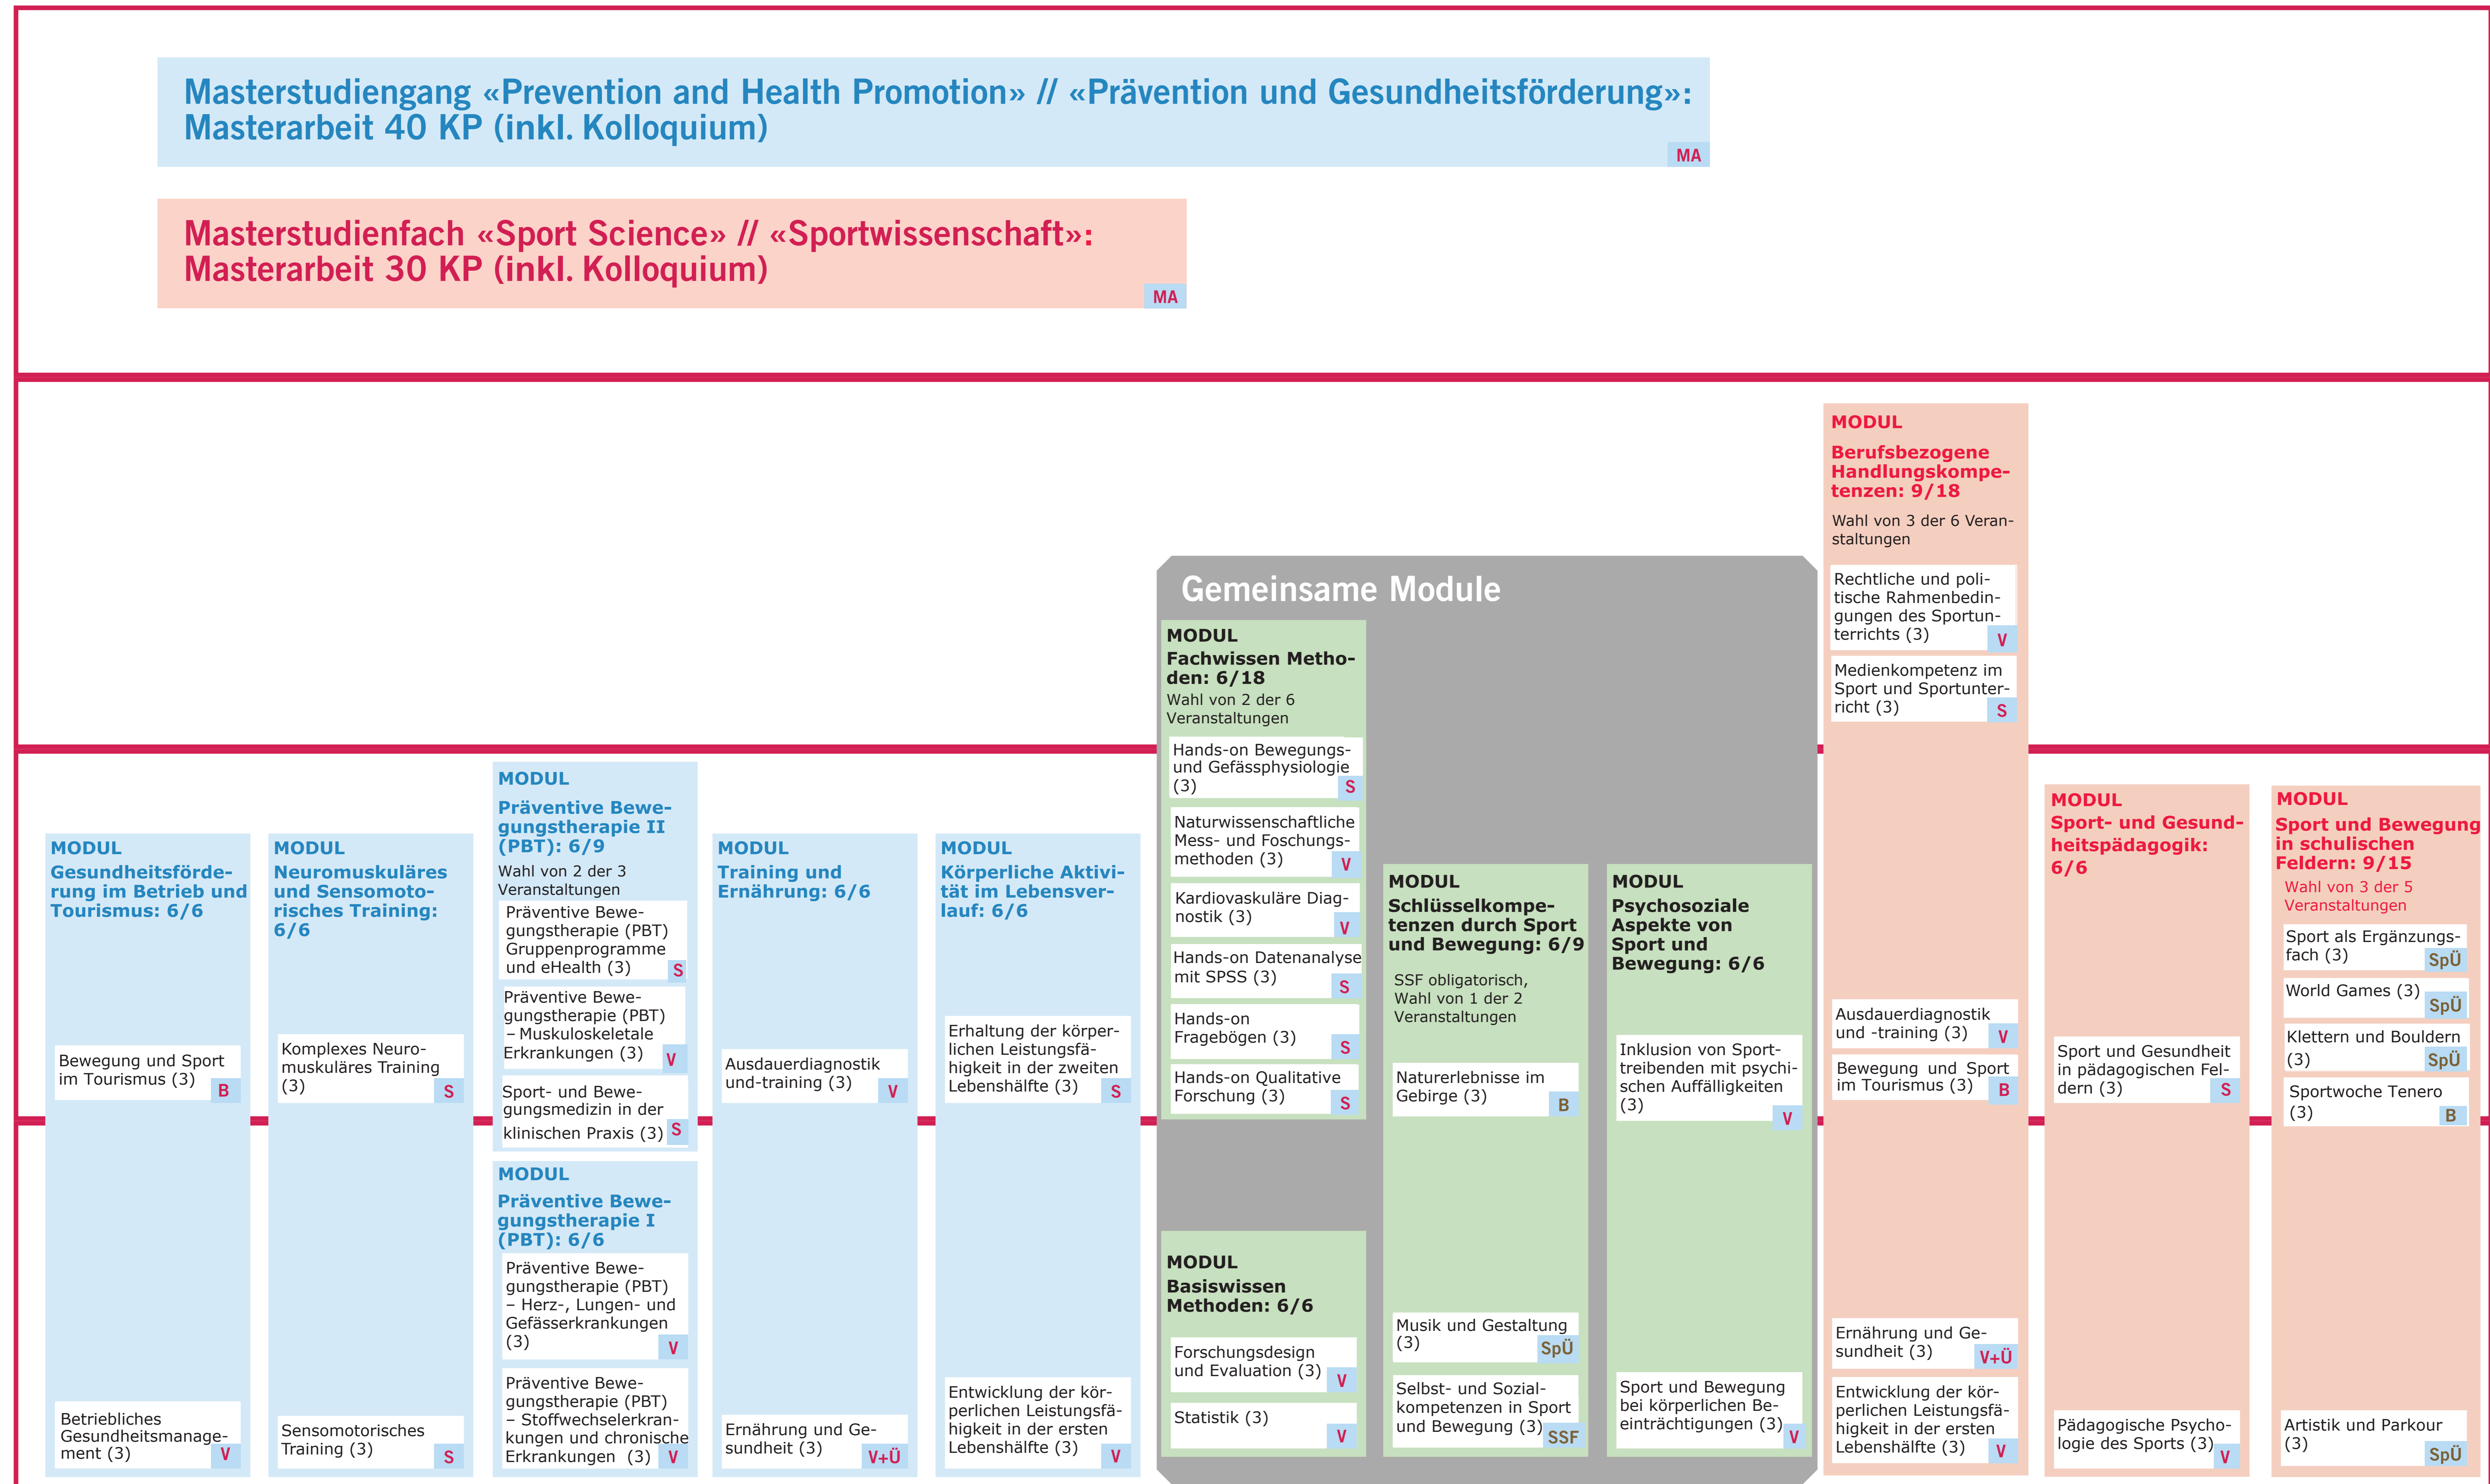 Masterstudiengang «Prevention and Health Promotion» // «Prävention und Gesundheitsförderung»:
Masterarbeit 40 KP (inkl. Kolloquium)
MA
Masterstudienfach «Sport Science» // «Sportwissenschaft»:
Masterarbeit 30 KP (inkl. Kolloquium)
MA
MODUL
Gesundheitsförde-
rung im Betrieb und
Tourismus: 6/6
Bewegung und Sport
im Tourismus (3)
B
Betriebliches
Gesundheitsmanage-
ment (3)
V
MODUL
Neuromuskuläres
und Sensomoto-
risches Training:
6/6
Komplexes Neuro-
muskuläres Training
(3)
S
Sensomotorisches
Training (3)
S
MODUL
Präventive Bewe-
gungstherapie II
(PBT): 6/9
Wahl von 2 der 3
Veranstaltungen
Präventive Bewe-
gungstherapie (PBT)
Gruppenprogramme
und eHealth (3)
S
Präventive Bewe-
gungstherapie (PBT)
– Muskuloskeletale
Erkrankungen (3)
V
Sport- und Bewe-
gungsmedizin in der
klinischen Praxis (3)
S
MODUL
Präventive Bewe-
gungstherapie I
(PBT): 6/6
Präventive Bewe-
gungstherapie (PBT)
– Herz-, Lungen- und
Gefässerkrankungen
(3)
V
Präventive Bewe-
gungstherapie (PBT)
– Stoffwechselerkran-
kungen und chronische
Erkrankungen (3)
V
MODUL
Training und
Ernährung: 6/6
Ausdauerdiagnostik
und-training (3)
V
Ernährung und Ge-
sundheit (3)
V+Ü
MODUL
Körperliche Aktivi-
tät im Lebensver-
lauf: 6/6
Erhaltung der körper-
lichen Leistungsfä-
higkeit in der zweiten
Lebenshälfte (3)
S
Entwicklung der kör-
perlichen Leistungsfä-
higkeit in der ersten
Lebenshälfte (3)
V
Gemeinsame Module
MODUL
Fachwissen Metho-
den: 6/18
Wahl von 2 der 6
Veranstaltungen
Hands-on Bewegungs-
und Gefässphysiologie
(3)
S
Naturwissenschaftliche
Mess- und Foschungs-
methoden (3)
V
Kardiovaskuläre Diag-
nostik (3)
V
Hands-on Datenanalyse
mit SPSS (3)
S
Hands-on
Fragebögen (3)
S
Hands-on Qualitative
Forschung (3)
S
MODUL
Basiswissen
Methoden: 6/6
Forschungsdesign
und Evaluation (3)
V
Statistik (3)
V
MODUL
Schlüsselkompe-
tenzen durch Sport
und Bewegung: 6/9
SSF obligatorisch,
Wahl von 1 der 2
Veranstaltungen
Naturerlebnisse im
Gebirge (3)
B
Musik und Gestaltung
(3)
SpÜ
Selbst- und Sozial-
kompetenzen in Sport
und Bewegung (3)
SSF
MODUL
Psychosoziale
Aspekte von
Sport und
Bewegung: 6/6
Inklusion von Sport-
treibenden mit psychi-
schen Auffälligkeiten
(3)
V
Sport und Bewegung
bei körperlichen Be-
einträchtigungen (3)
V
MODUL
Berufsbezogene
Handlungskompe-
tenzen: 9/18
Wahl von 3 der 6 Veran-
staltungen
Rechtliche und poli-
tische Rahmenbedin-
gungen des Sportun-
terrichts (3)
V
Medienkompetenz im
Sport und Sportunter-
richt (3)
S
Ausdauerdiagnostik
und -training (3)
V
Bewegung und Sport
im Tourismus (3)
B
Ernährung und Ge-
sundheit (3)
V+Ü
Entwicklung der kör-
perlichen Leistungsfä-
higkeit in der ersten
Lebenshälfte (3)
V
MODUL
Sport- und Gesund-
heitspädagogik:
6/6
Sport und Gesundheit
in pädagogischen Fel-
dern (3)
S
Pädagogische Psycho-
logie des Sports (3)
V
MODUL
Sport und Bewegung
in schulischen
Feldern: 9/15
Wahl von 3 der 5
Veranstaltungen
Sport als Ergänzungs-
fach (3)
SpÜ
World Games (3)
SpÜ
Klettern und Bouldern
(3)
SpÜ
Sportwoche Tenero
(3)
B
Artistik und Parkour
(3)
SpÜ